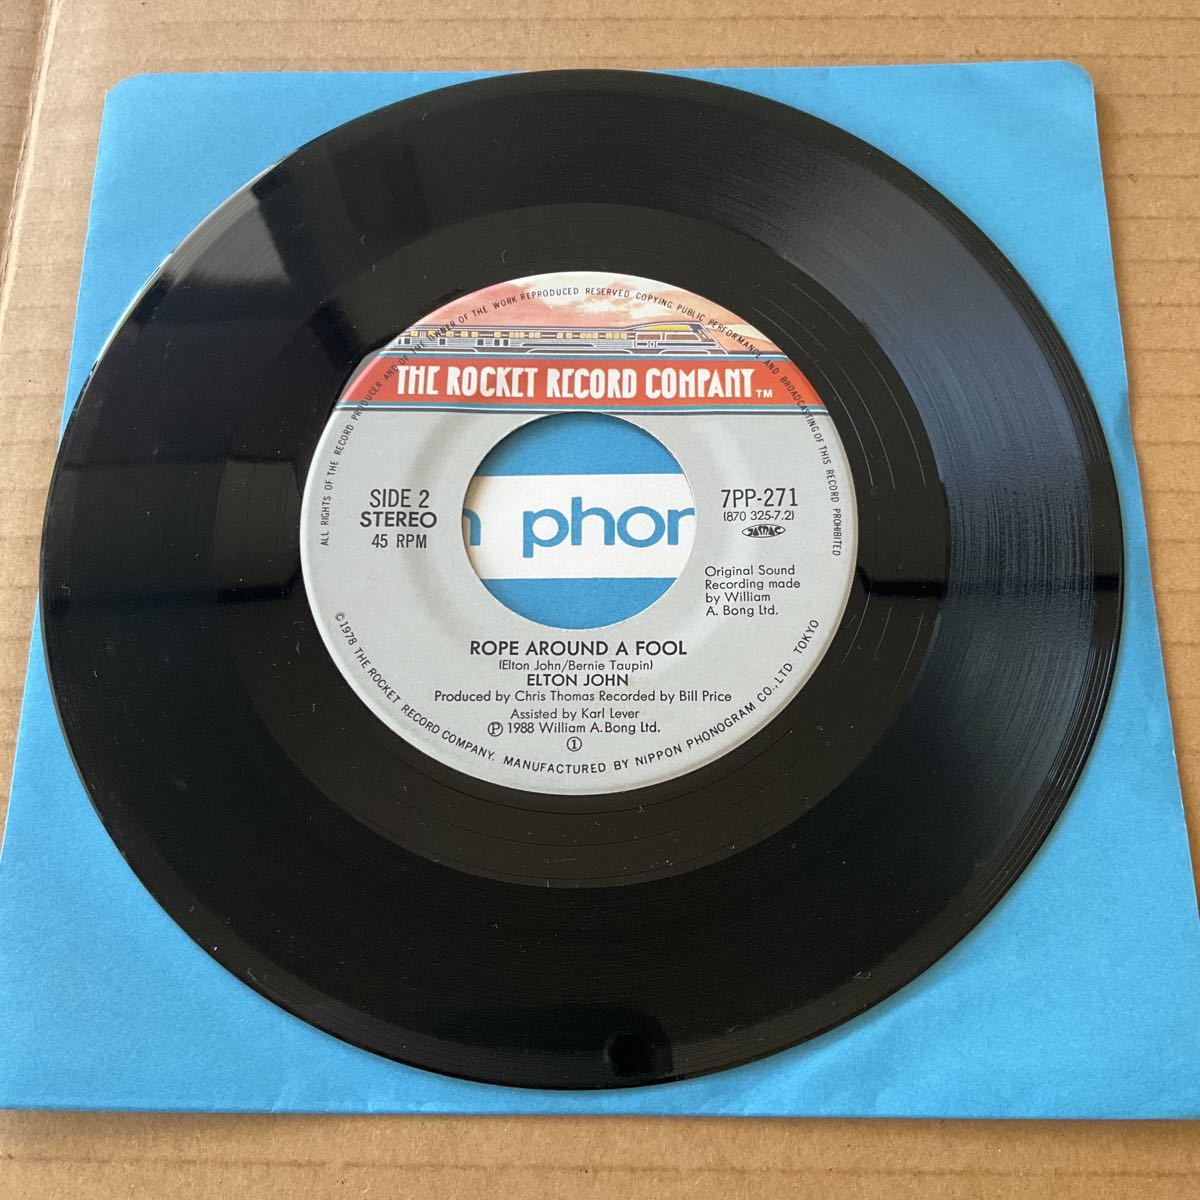 ALL RIGHTS OF THE RECORD PRODUCER AND OF THE OWNER OF THE WORK REPRODUCED RESERVED. COPYING, PUBLIC PERFORMANCE AND BROADCASTING OF THIS RECORD PROHIBITED
THE ROCKET RECORD COMPANY TM
SIDE 2
STEREO
45 RPM
7PP-271
(870 325-7.2)
JASRAC
n phon
Original Sound
Recording made
by William
A. Bong Ltd.
ROPE AROUND A FOOL
(Elton John/Bernie Taupin)
ELTON JOHN
Produced by Chris Thomas Recorded by Bill Price
Assisted by Karl Lever
Ⓟ 1988 William A. Bong Ltd.
①
© 1978 THE ROCKET RECORD COMPANY. MANUFACTURED BY NIPPON PHONOGRAM CO., LTD. TOKYO